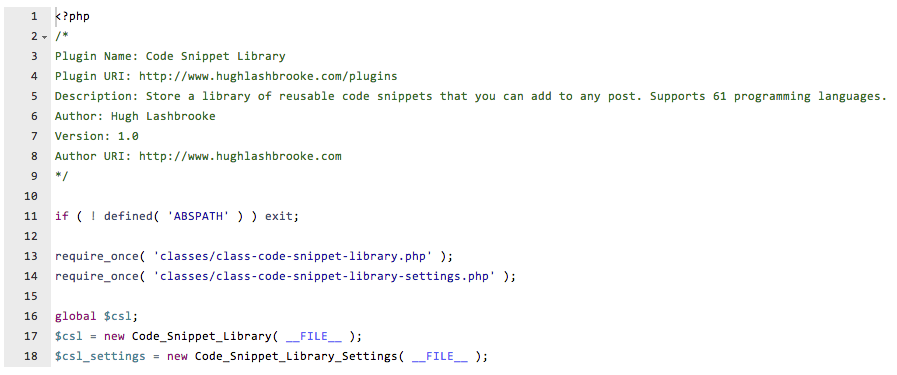 1 <?php
2 /*
3 Plugin Name: Code Snippet Library
4 Plugin URI: http://www.hughlashbrooke.com/plugins
5 Description: Store a library of reusable code snippets that you can add to any post. Supports 61 programming languages.
6 Author: Hugh Lashbrooke
7 Version: 1.0
8 Author URI: http://www.hughlashbrooke.com
9 */
10
11 if ( ! defined( 'ABSPATH' ) ) exit;
12
13 require_once( 'classes/class-code-snippet-library.php' );
14 require_once( 'classes/class-code-snippet-library-settings.php' );
15
16 global $csl;
17 $csl = new Code_Snippet_Library( __FILE__ );
18 $csl_settings = new Code_Snippet_Library_Settings( __FILE__ );